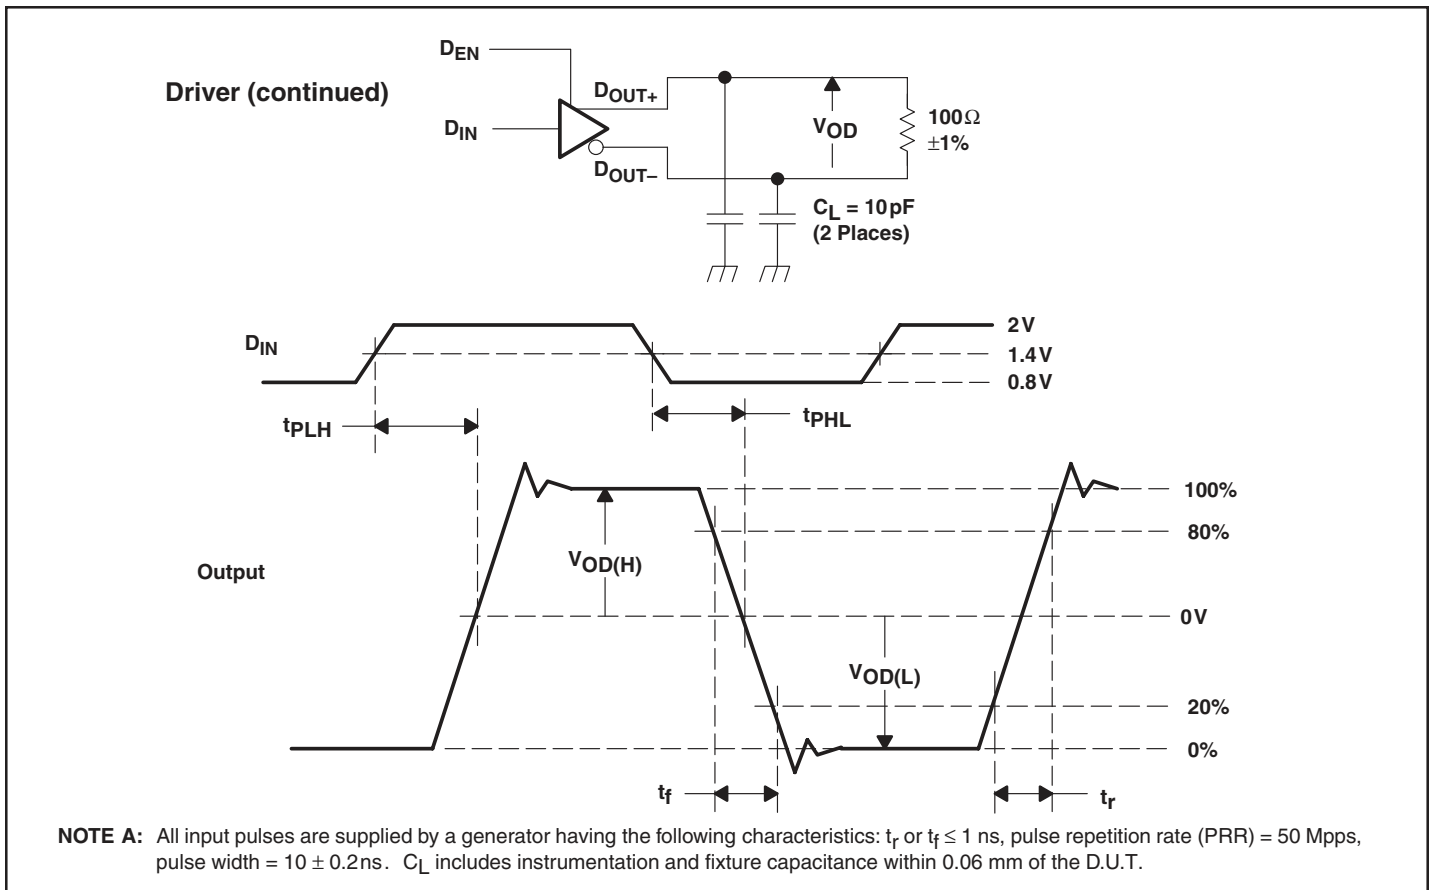 Driver (continued)
DEN
DIN
DOUT+
DOUT–
VOD
100Ω
±1%
CL = 10pF
(2 Places)
DIN
2V
1.4V
0.8V
tPLH
tPHL
Output
VOD(H)
VOD(L)
100%
80%
0V
20%
0%
tf
tr
NOTE A: All input pulses are supplied by a generator having the following characteristics: tr or tf ≤ 1 ns, pulse repetition rate (PRR) = 50 Mpps,
pulse width = 10 ± 0.2ns. CL includes instrumentation and fixture capacitance within 0.06 mm of the D.U.T.